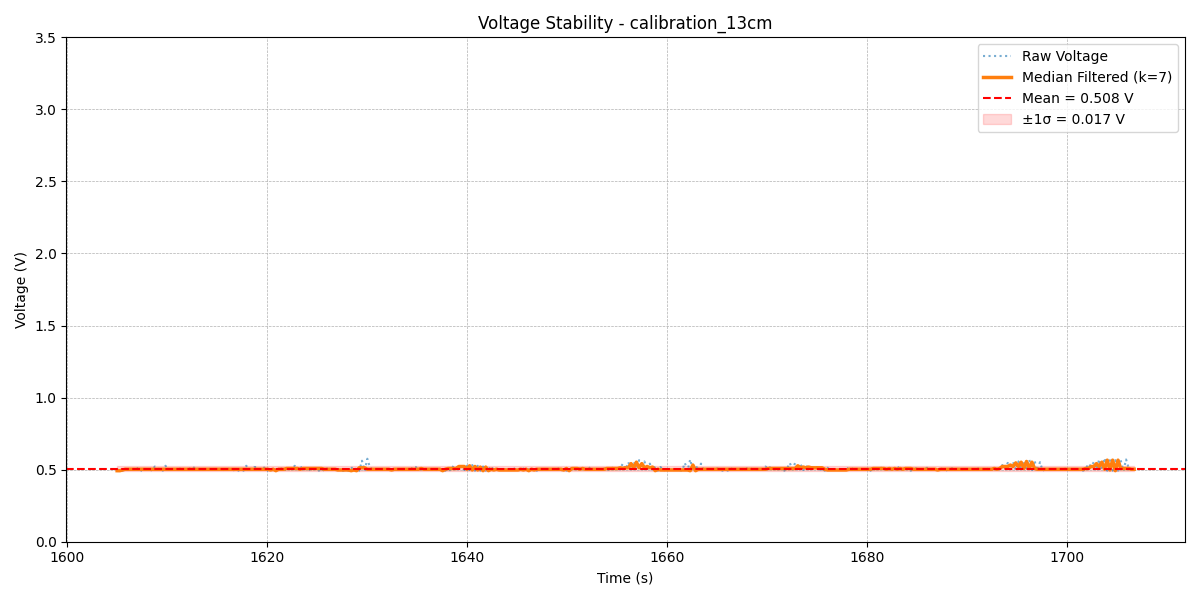 Voltage Stability - calibration_13cm
Raw Voltage
Median Filtered (k=7)
Mean = 0.508 V
±1σ = 0.017 V
3.5
3.0
2.5
2.0
1.5
1.0
0.5
0.0
Voltage (V)
1600 1620 1640 1660 1680 1700
Time (s)